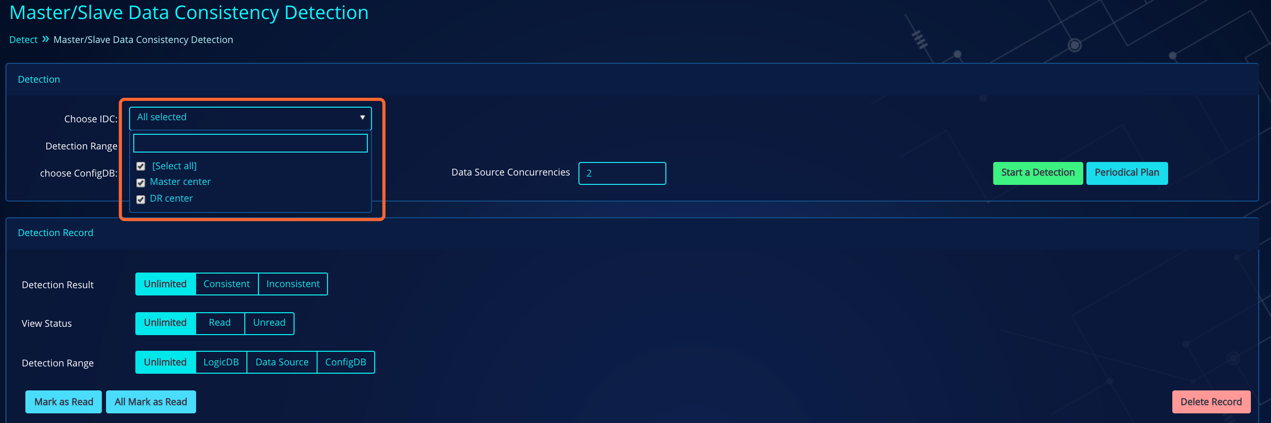 Master/Slave Data Consistency Detection
Detect » Master/Slave Data Consistency Detection
Detection
Choose IDC: All selected
Detection Range
[Select all]
choose ConfigDB: Master center Data Source Concurrencies 2 Start a Detection Periodical Plan
DR center
Detection Record
Detection Result Unlimited Consistent Inconsistent
View Status Unlimited Read Unread
Detection Range Unlimited LogicDB Data Source ConfigDB
Mark as Read All Mark as Read Delete Record